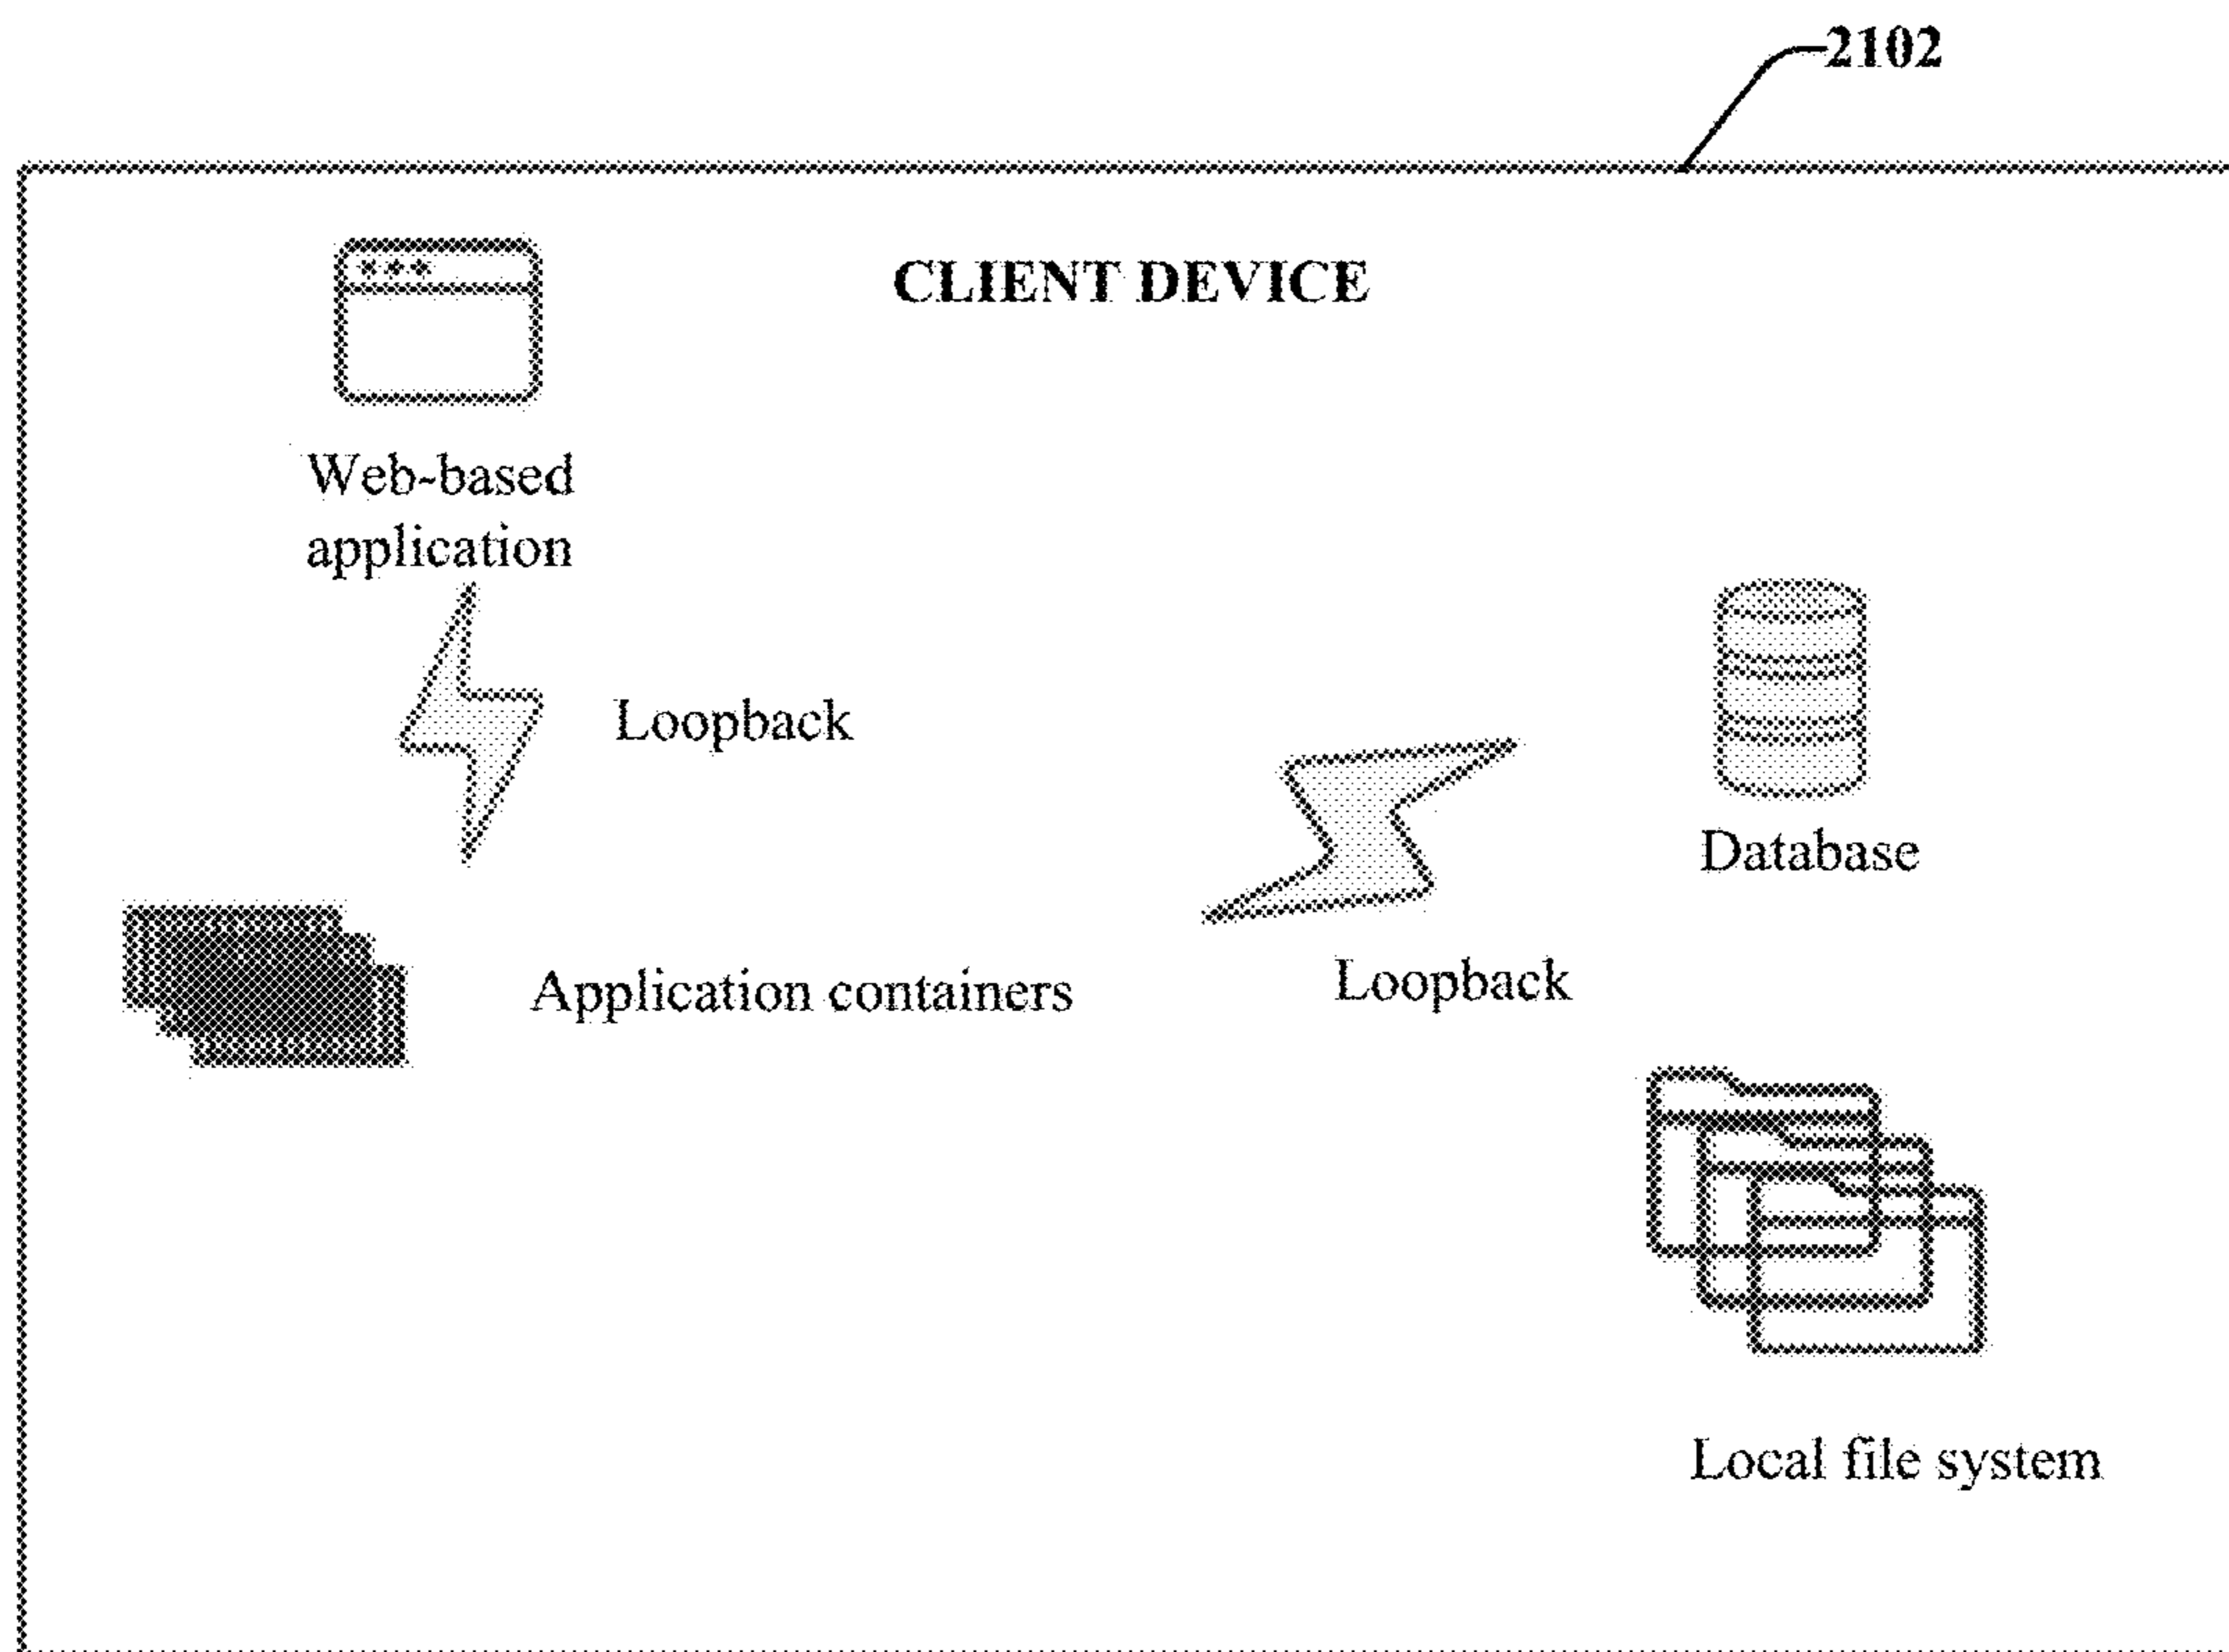 2102
CLIENT DEVICE
Web-based
application
Loopback
Database
Application containers
Loopback
Local file system